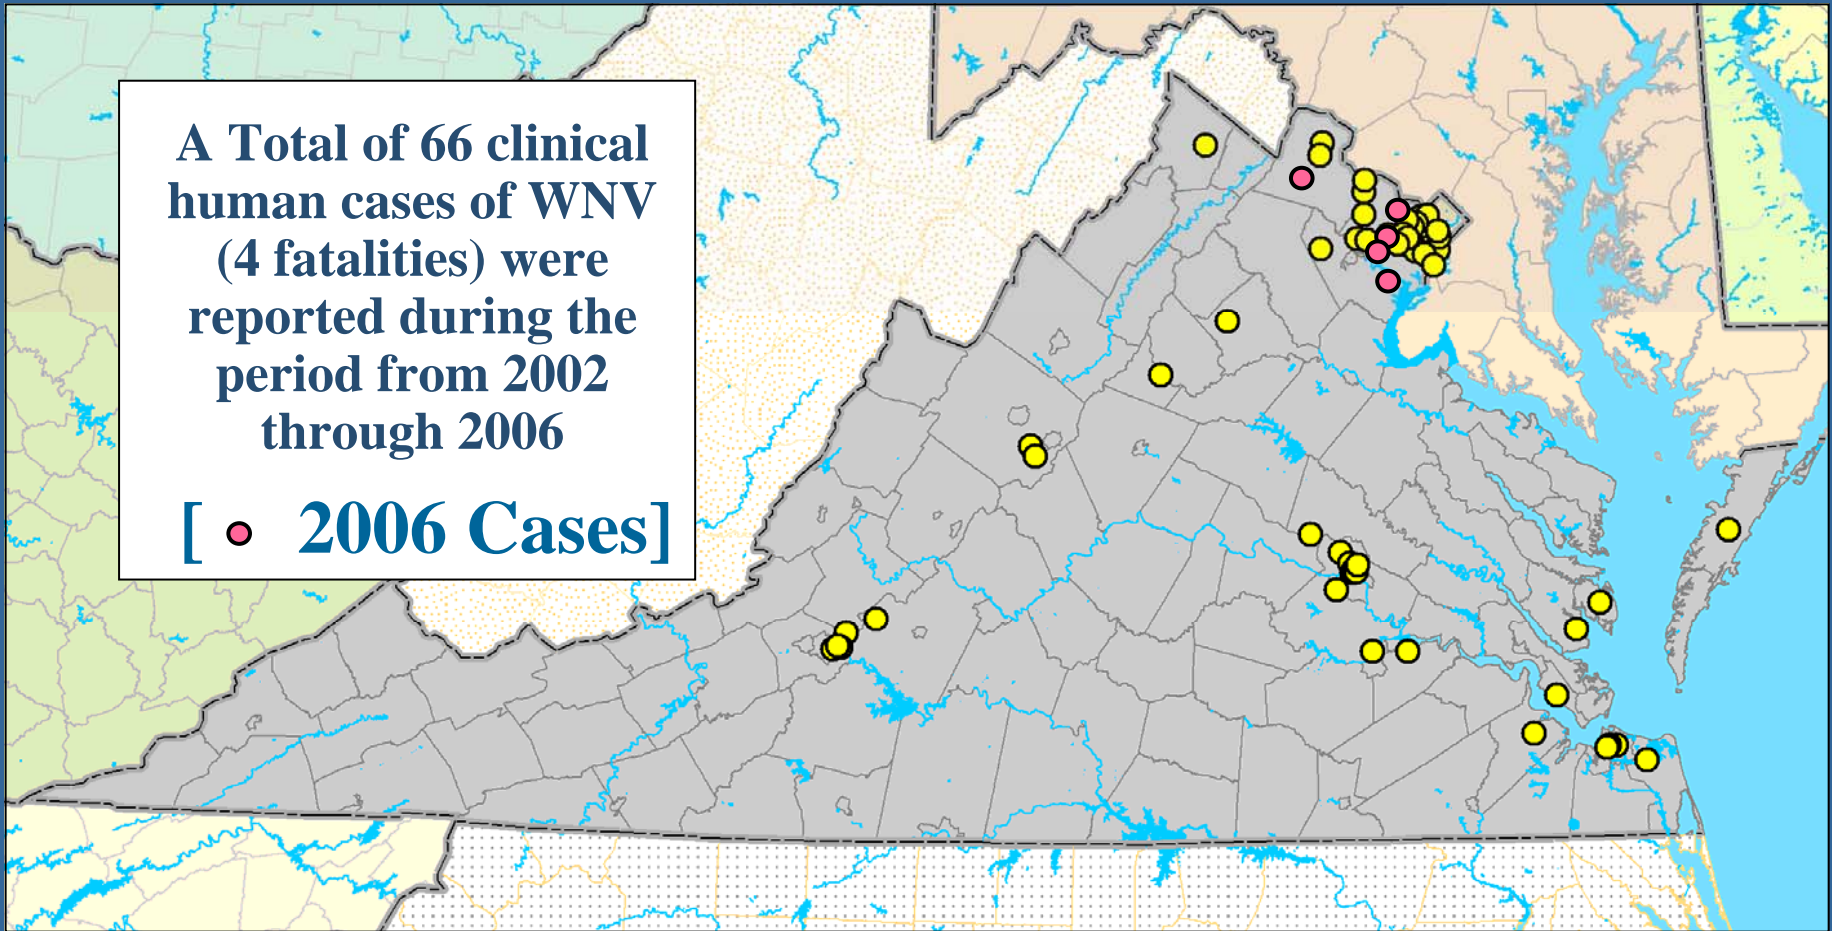 A Total of 66 clinical
human cases of WNV
(4 fatalities) were
reported during the
period from 2002
through 2006
[ 2006 Cases]